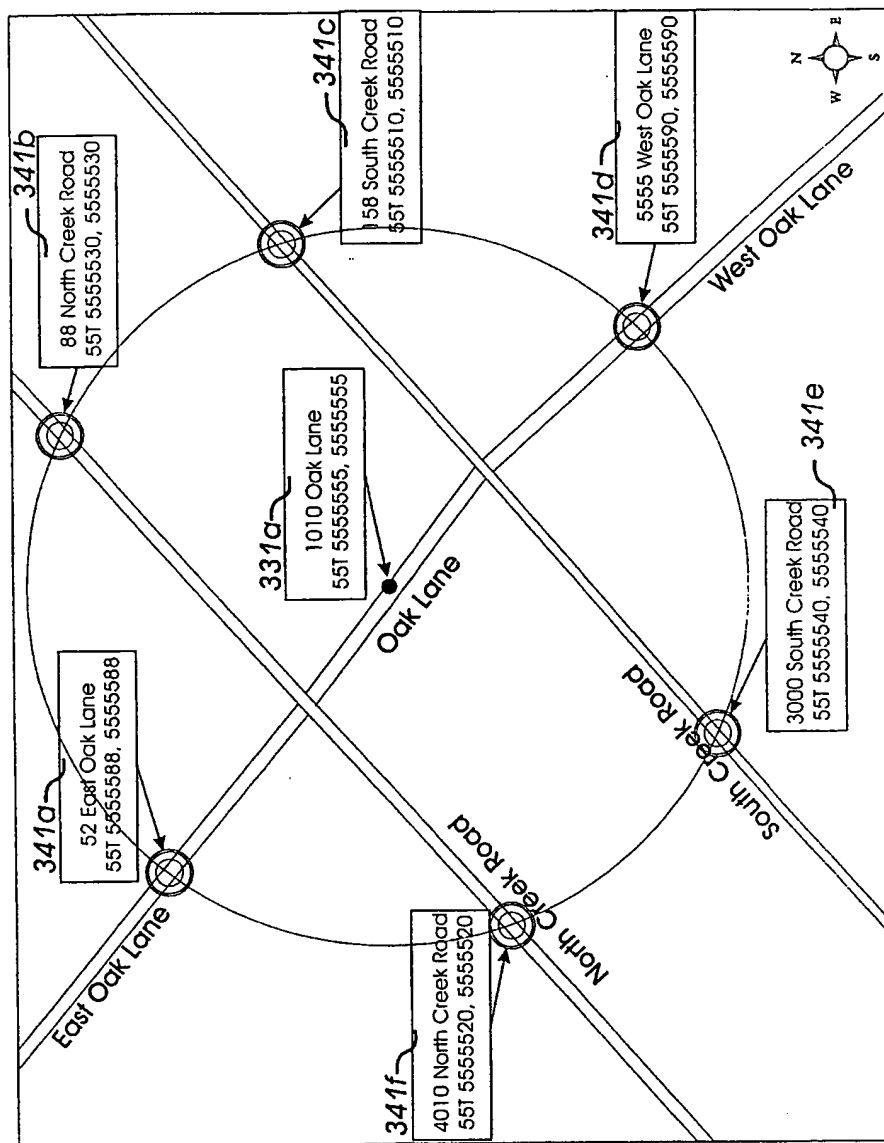 341b
88 North Creek Road
55T 5555530, 5555530
341c
158 South Creek Road
55T 5555510, 5555510
N
W
E
S
341a
52 East Oak Lane
55T 5555588, 5555588
331a
1010 Oak Lane
55T 5555555, 5555555
341d
5555 West Oak Lane
55T 5555590, 5555590
East Oak Lane
Oak Lane
West Oak Lane
341f
4010 North Creek Road
55T 5555520, 5555520
North Creek Road
South Creek Road
341e
3000 South Creek Road
55T 5555540, 5555540